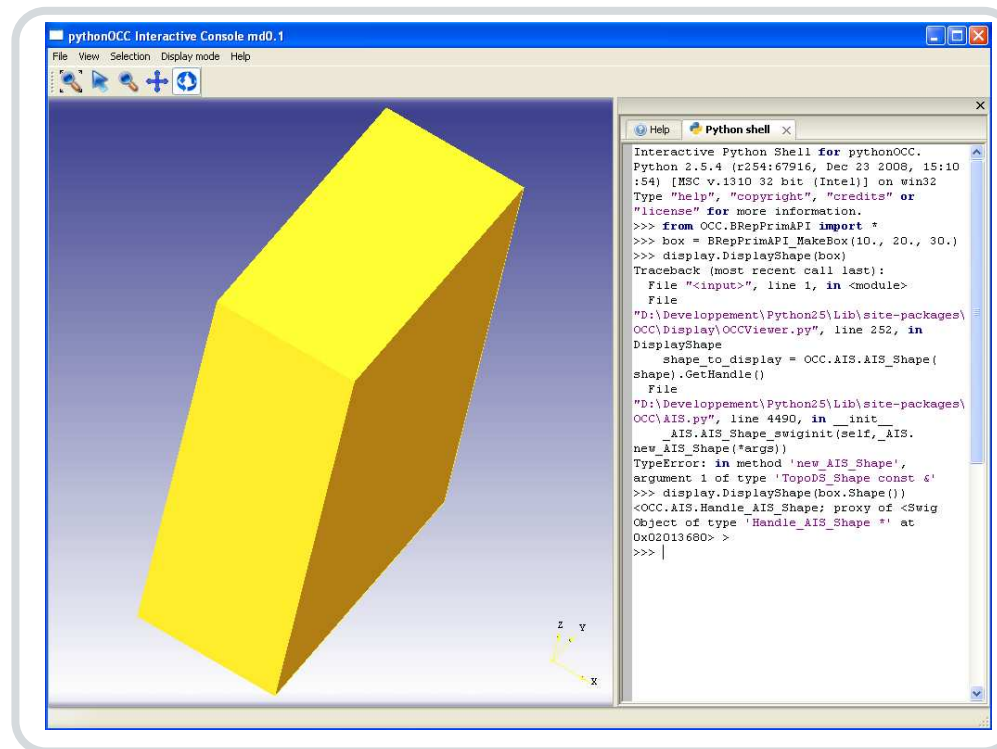 pythonOCC Interactive Console md0.1
File View Selection Display mode Help
Help Python shell
Interactive Python Shell for pythonOCC.
Python 2.5.4 (r254:67916, Dec 23 2008, 15:10
:54) [MSC v.1310 32 bit (Intel)] on win32
Type "help", "copyright", "credits" or
"license" for more information.
>>> from OCC.BRepPrimAPI import *
>>> box = BRepPrimAPI_MakeBox(10., 20., 30.)
>>> display.DisplayShape(box)
Traceback (most recent call last):
  File "<input>", line 1, in <module>
  File
"D:\Developpement\Python25\Lib\site-packages\
OCC\Display\OCCViewer.py", line 252, in
DisplayShape
    shape_to_display = OCC.AIS.AIS_Shape(
shape).GetHandle()
  File
"D:\Developpement\Python25\Lib\site-packages\
OCC\AIS.py", line 4490, in __init__
    _AIS.AIS_Shape_swiginit(self,_AIS.
new_AIS_Shape(*args))
TypeError: in method 'new_AIS_Shape',
argument 1 of type 'TopoDS_Shape const &'
>>> display.DisplayShape(box.Shape())
<OCC.AIS.Handle_AIS_Shape; proxy of <Swig
Object of type 'Handle_AIS_Shape *' at
0x02013680> >
>>>
Z Y
X